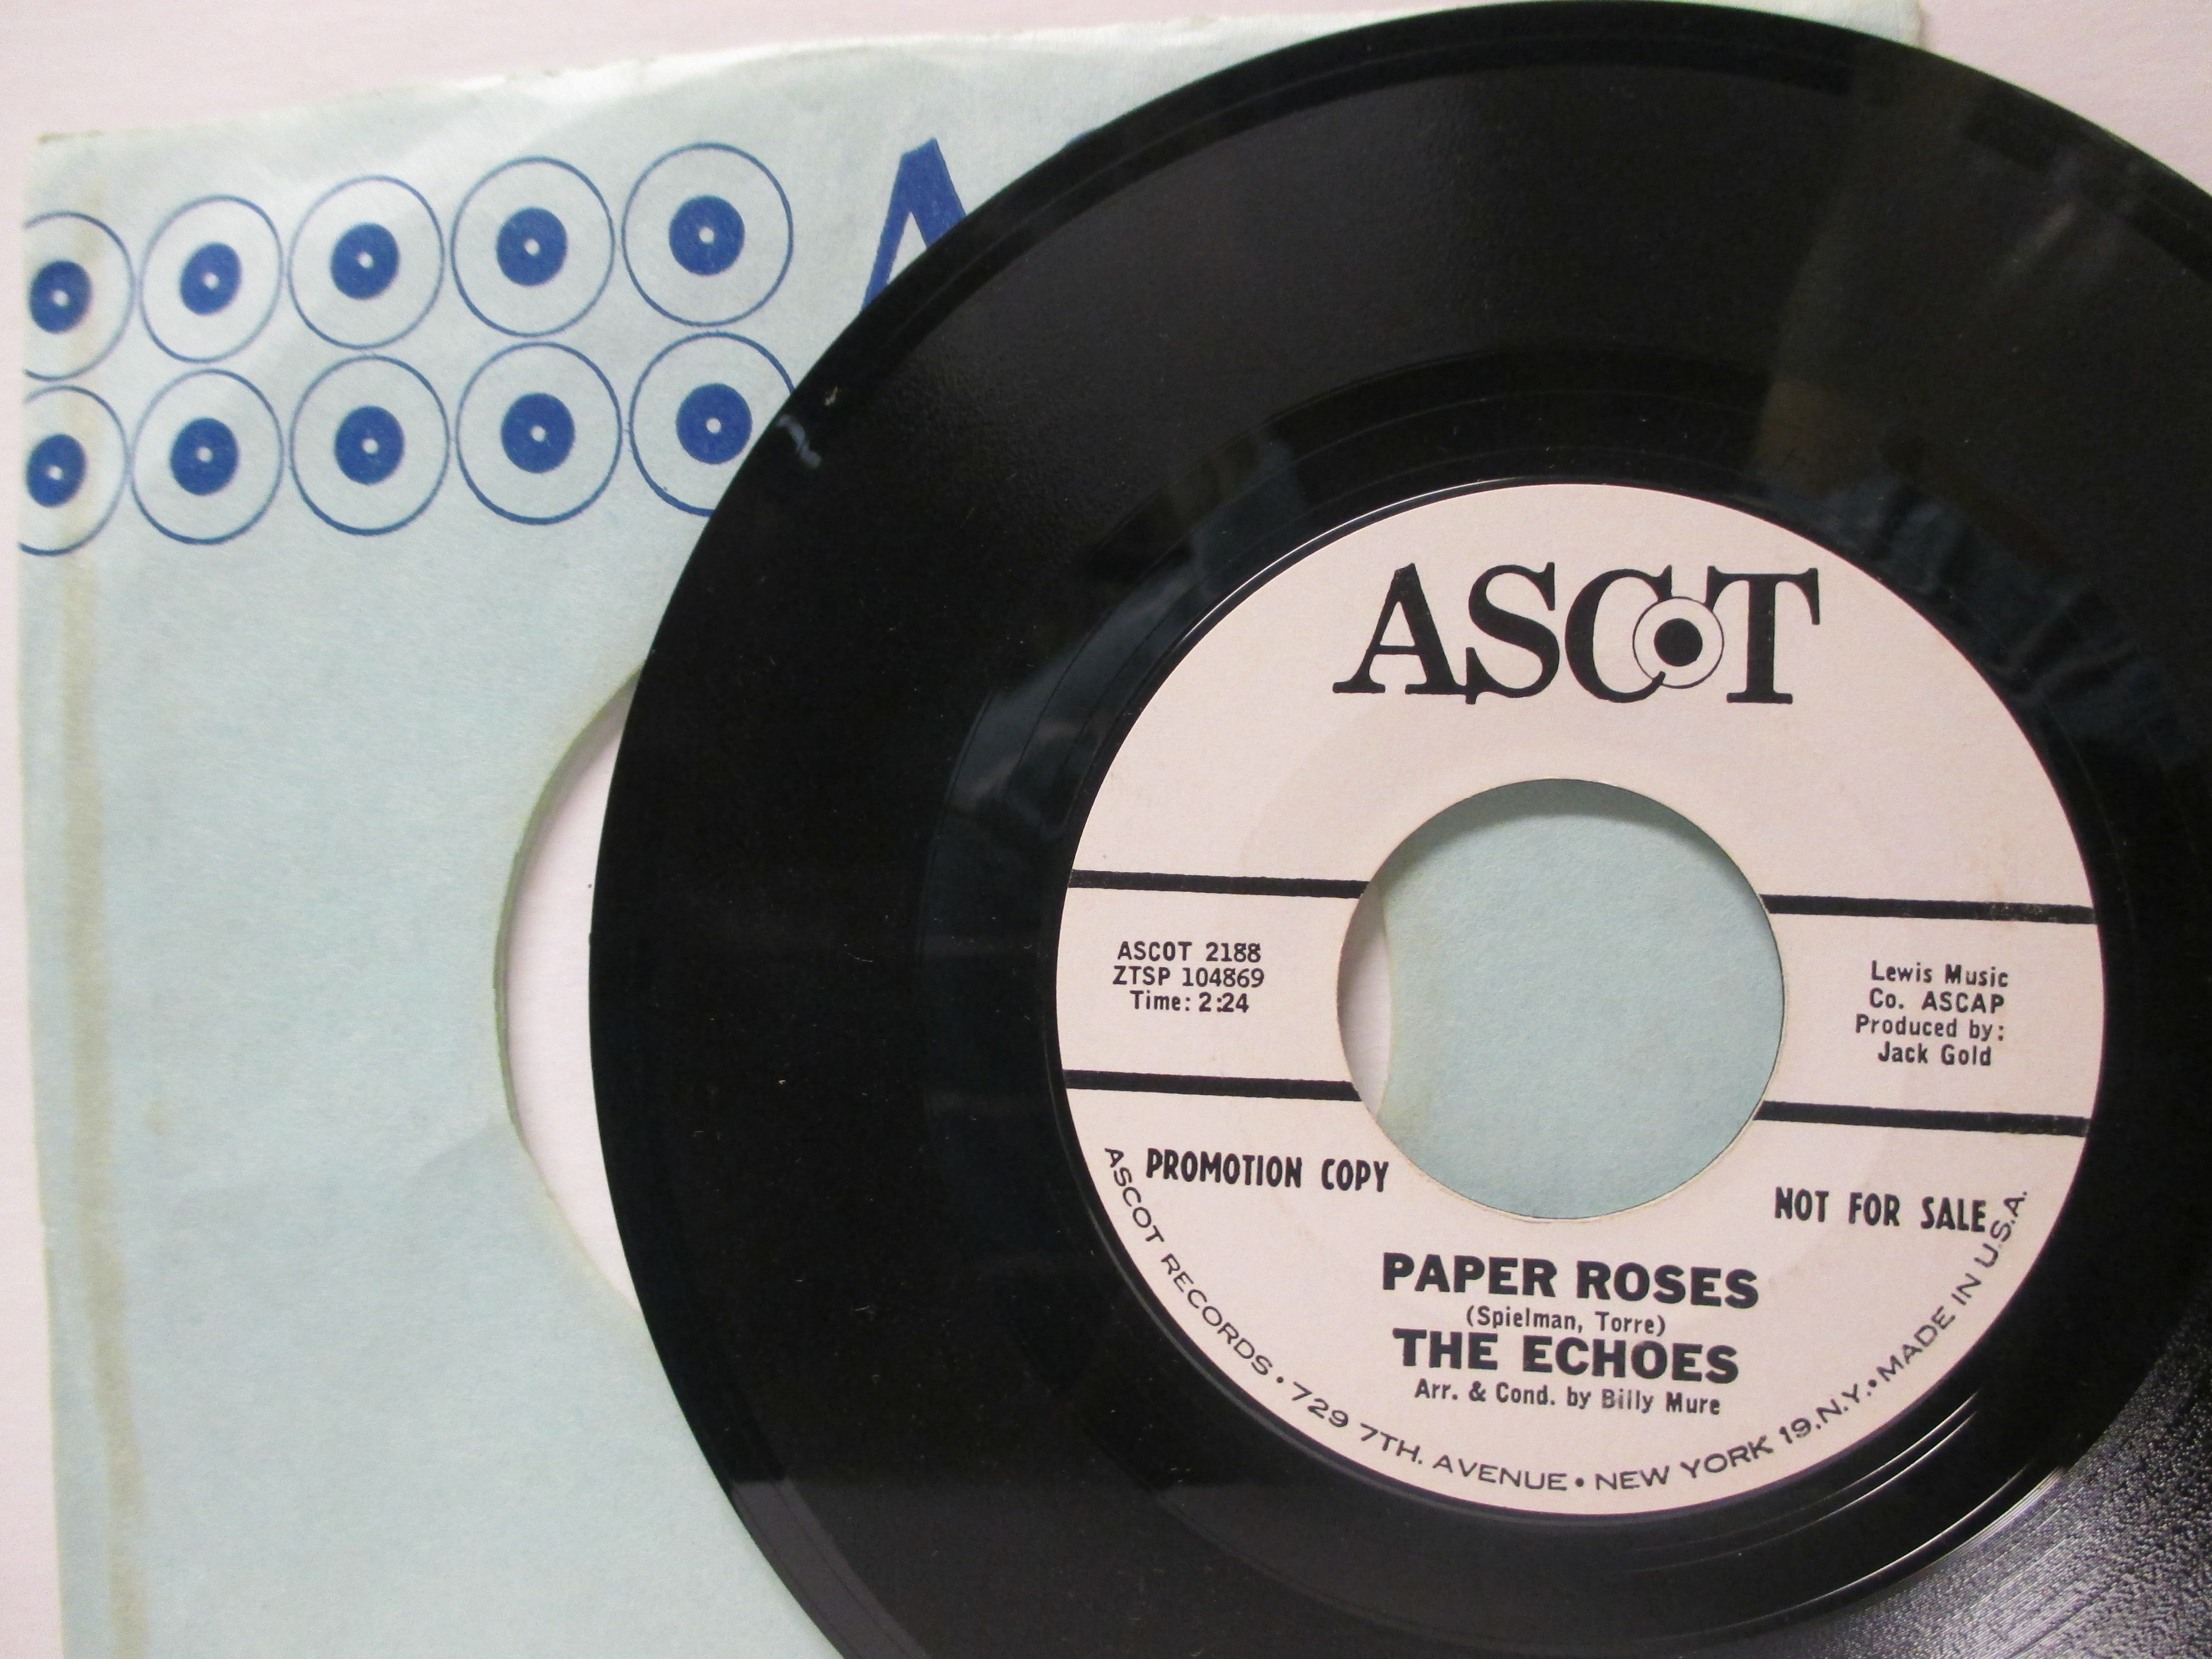 ASCOT
ASCOT 2188
ZTSP 104869
Time: 2:24
Lewis Music
Co. ASCAP
Produced by:
Jack Gold
PROMOTION COPY
NOT FOR SALE
PAPER ROSES
(Spielman, Torre)
THE ECHOES
Arr. & Cond. by Billy Mure
ASCOT RECORDS • 729 7TH. AVENUE • NEW YORK 19, N.Y. • MADE IN U.S.A.